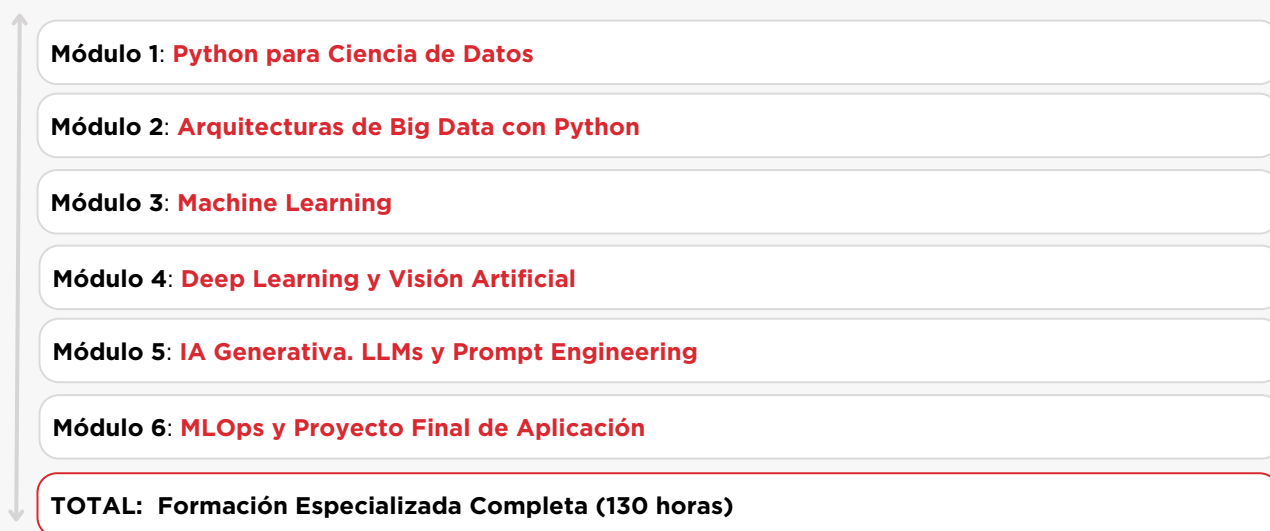 Módulo 1: Python para Ciencia de Datos
Módulo 2: Arquitecturas de Big Data con Python
Módulo 3: Machine Learning
Módulo 4: Deep Learning y Visión Artificial
Módulo 5: IA Generativa. LLMs y Prompt Engineering
Módulo 6: MLOps y Proyecto Final de Aplicación
TOTAL: Formación Especializada Completa (130 horas)